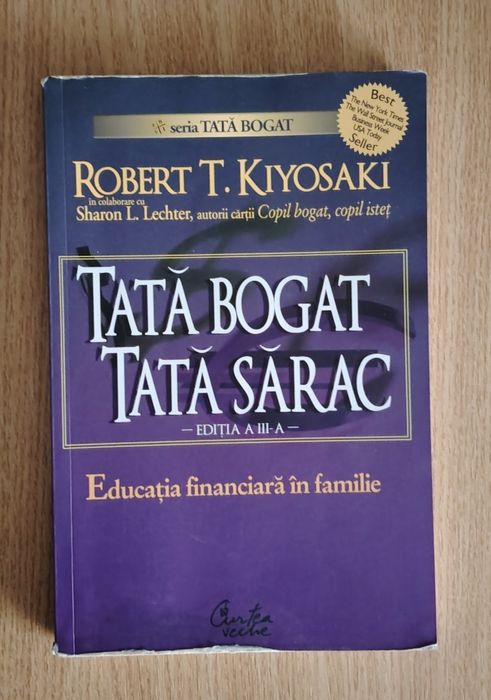 seria TATĂ BOGAT
Best
The New York Times
The Wall Street Journal
Business Week
USA Today
Seller
ROBERT T. KIYOSAKI
în colaborare cu
Sharon L. Lechter, autorii cărții Copil bogat, copil isteț
TATĂ BOGAT
TATĂ SĂRAC
— EDIȚIA A III-A —
Educația financiară în familie
Curtea
veche